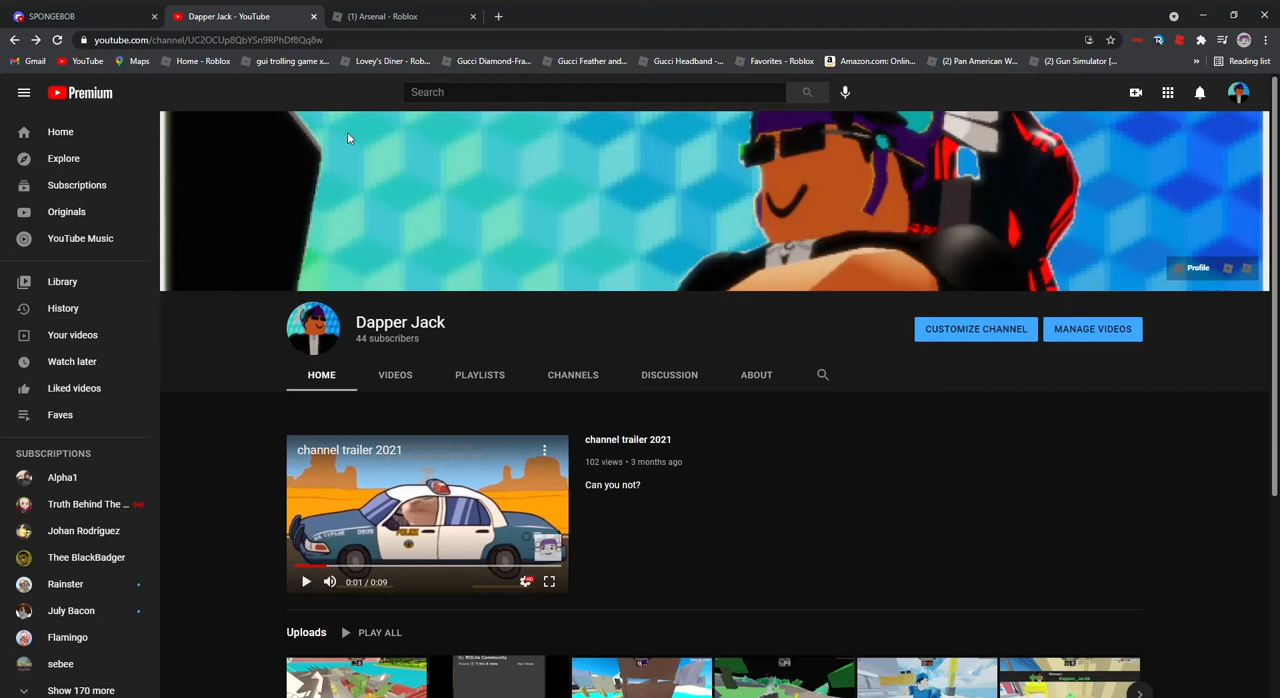 SPONGEBOB
Dapper Jack - YouTube
(1) Arsenal - Roblox
youtube.com/channel/UC2OCUp8QbYSn9RPhDf8Qq8w
Gmail YouTube Maps Home - Roblox gui trolling game x... Lovey's Diner - Rob... Gucci Diamond-Fra... Gucci Feather and... Gucci Headband -... Favorites - Roblox Amazon.com: Onlin... (2) Pan American W... (2) Gun Simulator [... » Reading list
Premium
Search
Home
Explore
Subscriptions
Originals
YouTube Music
Library
History
Your videos
Watch later
Liked videos
Faves
SUBSCRIPTIONS
Alpha1
Truth Behind The ...
Johan Rodríguez
Thee BlackBadger
Rainster
July Bacon
Flamingo
sebee
Show 170 more
Profile
Dapper Jack
44 subscribers
CUSTOMIZE CHANNEL
MANAGE VIDEOS
HOME VIDEOS PLAYLISTS CHANNELS DISCUSSION ABOUT
channel trailer 2021
POLICE
0:01 / 0:09
HD
channel trailer 2021
102 views • 3 months ago
Can you not?
Uploads PLAY ALL